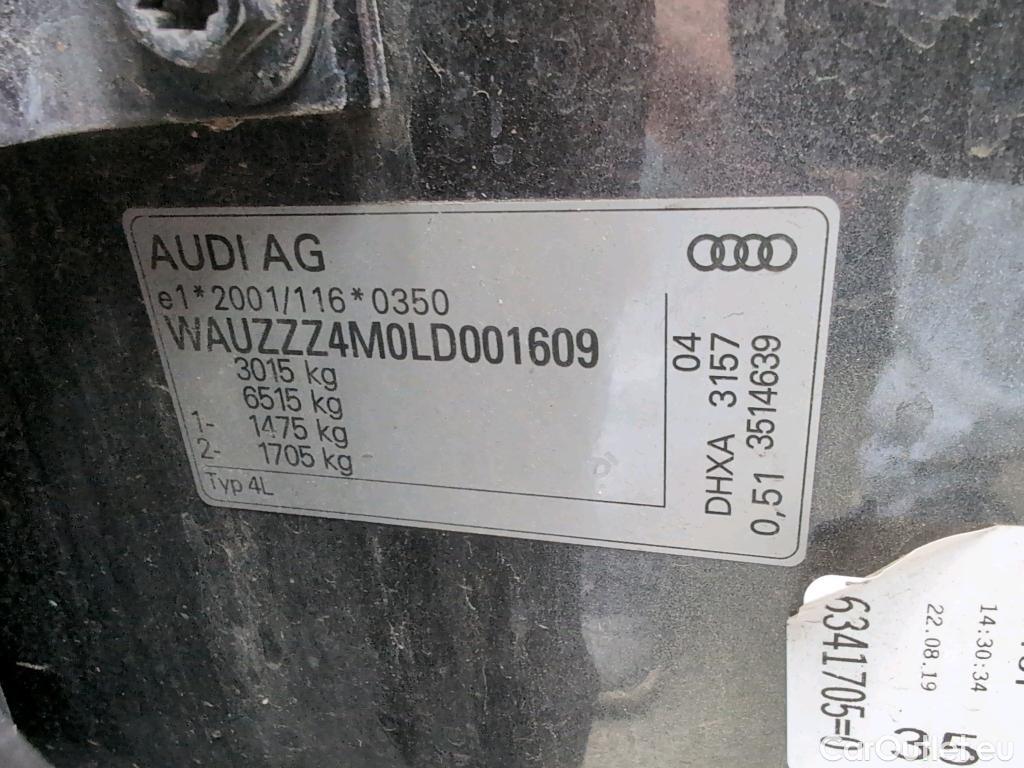 AUDI AG
e1*2001/116*0350
WAUZZZ4M0LD001609
3015 kg
6515 kg
1- 1475 kg
2- 1705 kg
Typ 4L
04
DHXA 3157
0,51 3514639
14:30:34
22.08.19
6341705=0
CarOutlet.eu